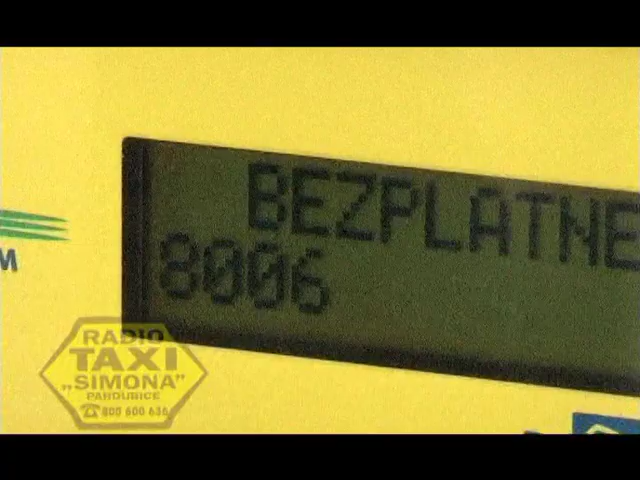 BEZPLATNE
8006
M
RADIO
TAXI
„SIMONA"
PARDUBICE
☎ 800 600 636